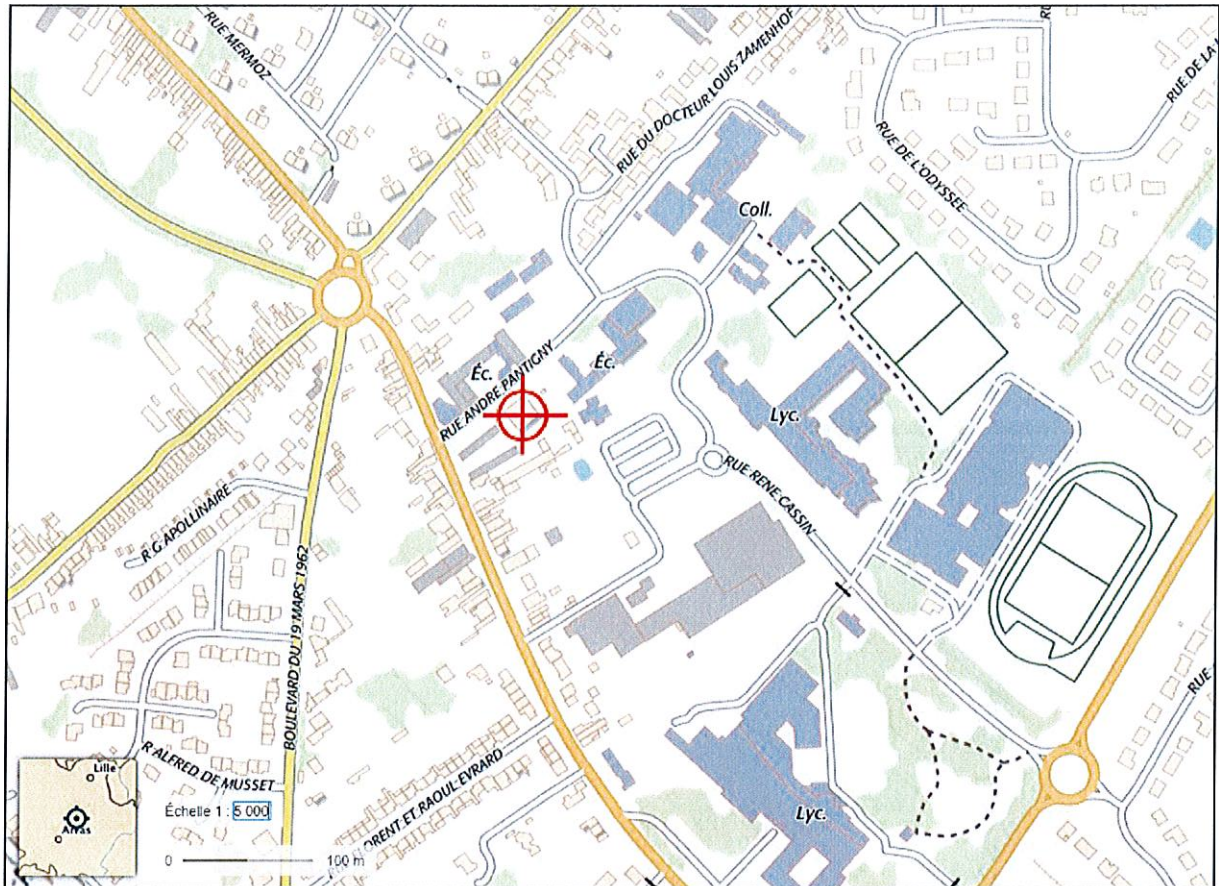 RUE MERMOZ
RUE DU DOCTEUR LOUIS ZAMENHOF
RUE DE L'ODYSSEE
RUE DE LA
Coll.
Éc.
Éc.
RUE ANDRE PANTIGNY
Lyc.
RUE RENE CASSIN
R G APOLLINAIRE
BOULEVARD DU 19 MARS 1962
RUE
R ALFRED DE MUSSET
LORENT ET RAOUL EVRARD
Lyc.
Lille
Arras
Échelle 1 : 5 000
0 100 m